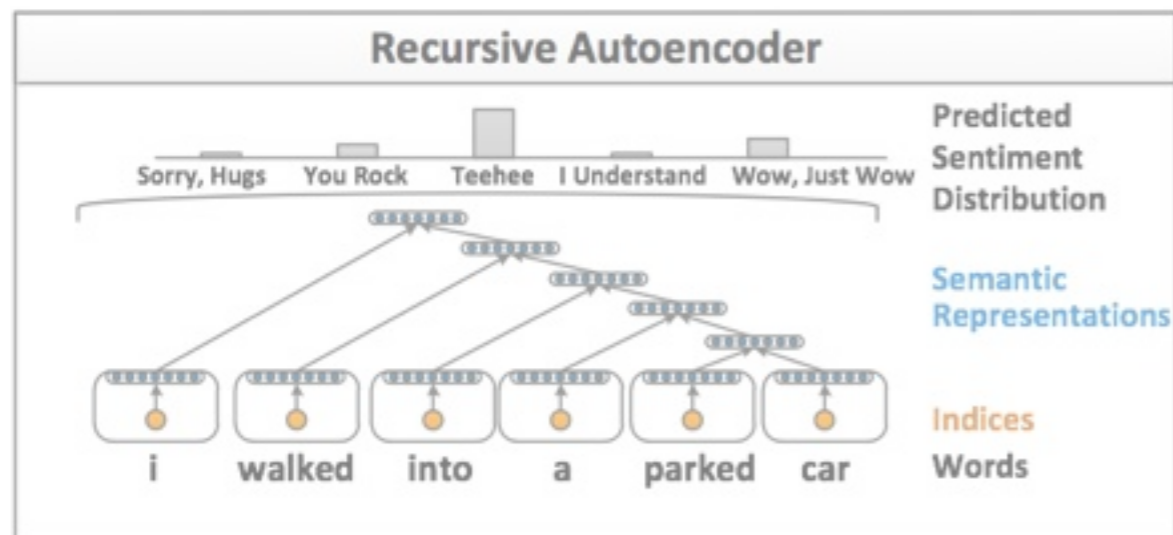 Recursive Autoencoder
Predicted
Sentiment
Distribution
Sorry, Hugs You Rock Teehee I Understand Wow, Just Wow
Semantic
Representations
Indices
i walked into a parked car
Words